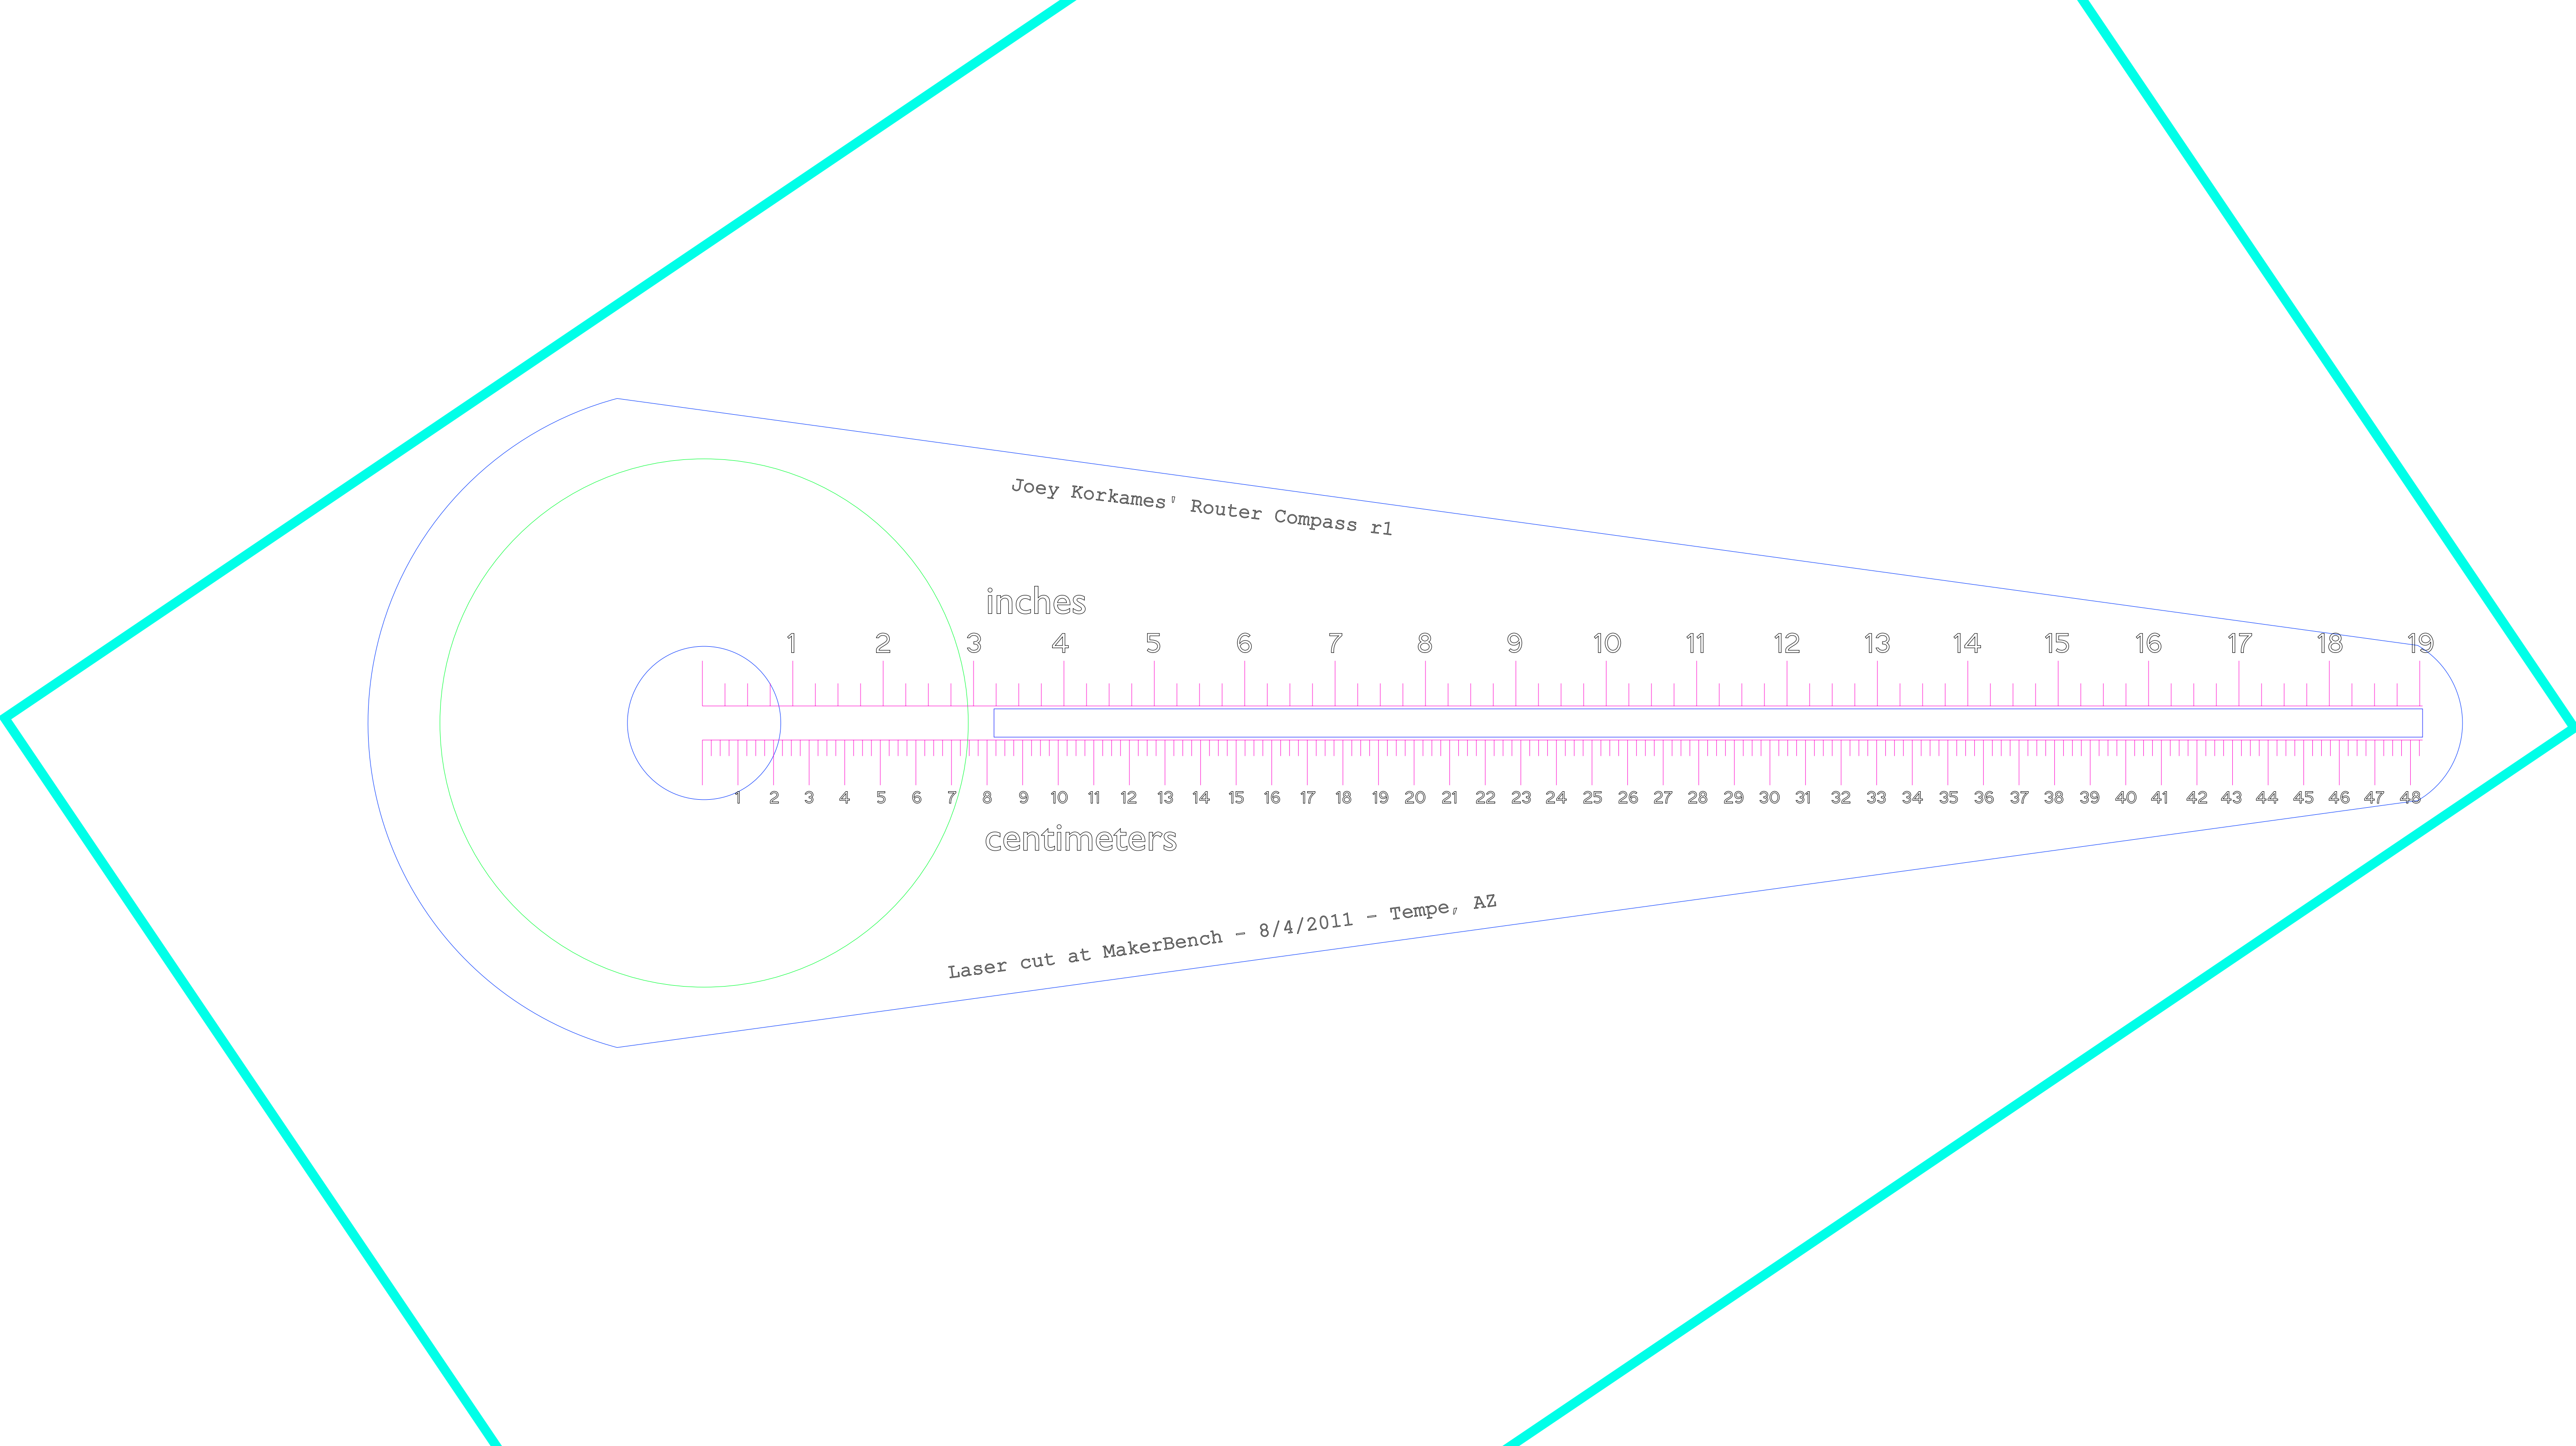 Joey Korkames' Router Compass r1
inches
1 2 3 4 5 6 7 8 9 10 11 12 13 14 15 16 17 18 19
1 2 3 4 5 6 7 8 9 10 11 12 13 14 15 16 17 18 19 20 21 22 23 24 25 26 27 28 29 30 31 32 33 34 35 36 37 38 39 40 41 42 43 44 45 46 47 48
centimeters
Laser cut at MakerBench - 8/4/2011 - Tempe, AZ